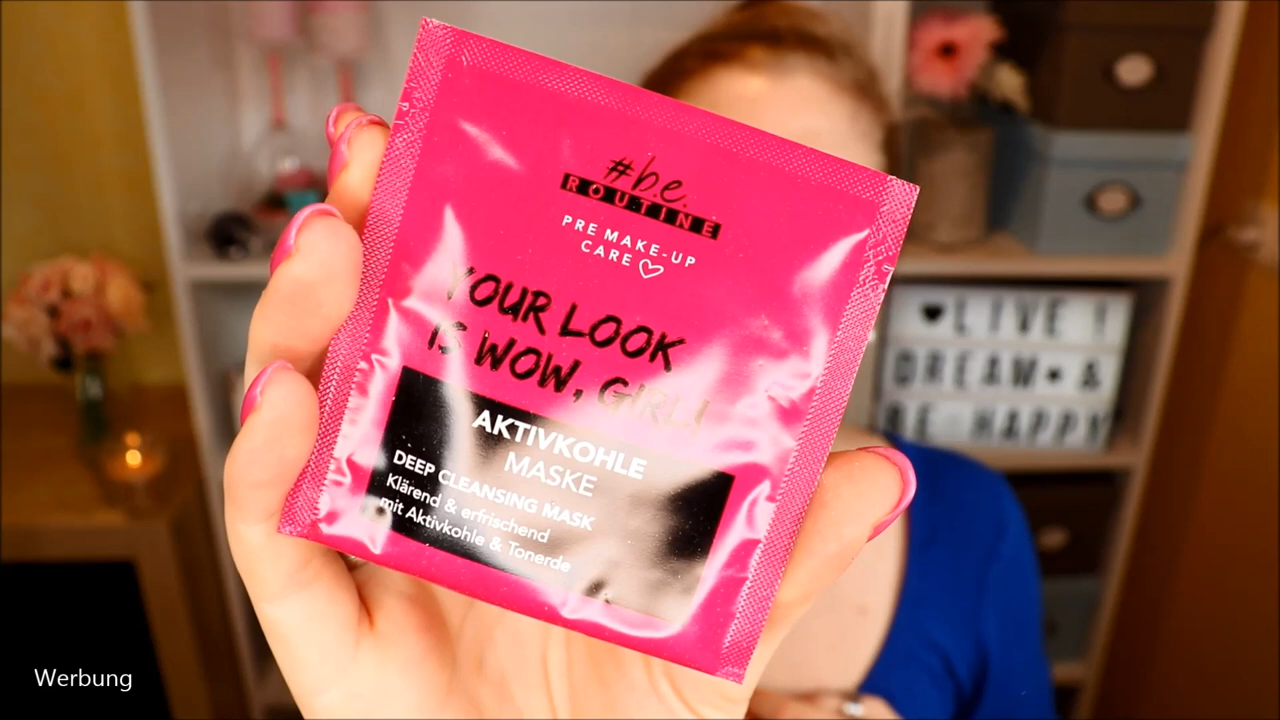 #b.e.
ROUTINE
PRE MAKE-UP
CARE
YOUR LOOK
IS WOW, GIRL!
AKTIVKOHLE
MASKE
DEEP CLEANSING MASK
Klärend & erfrischend
mit Aktivkohle & Tonerde
LIVE !
DREAM • &
BE HAPPY
Werbung